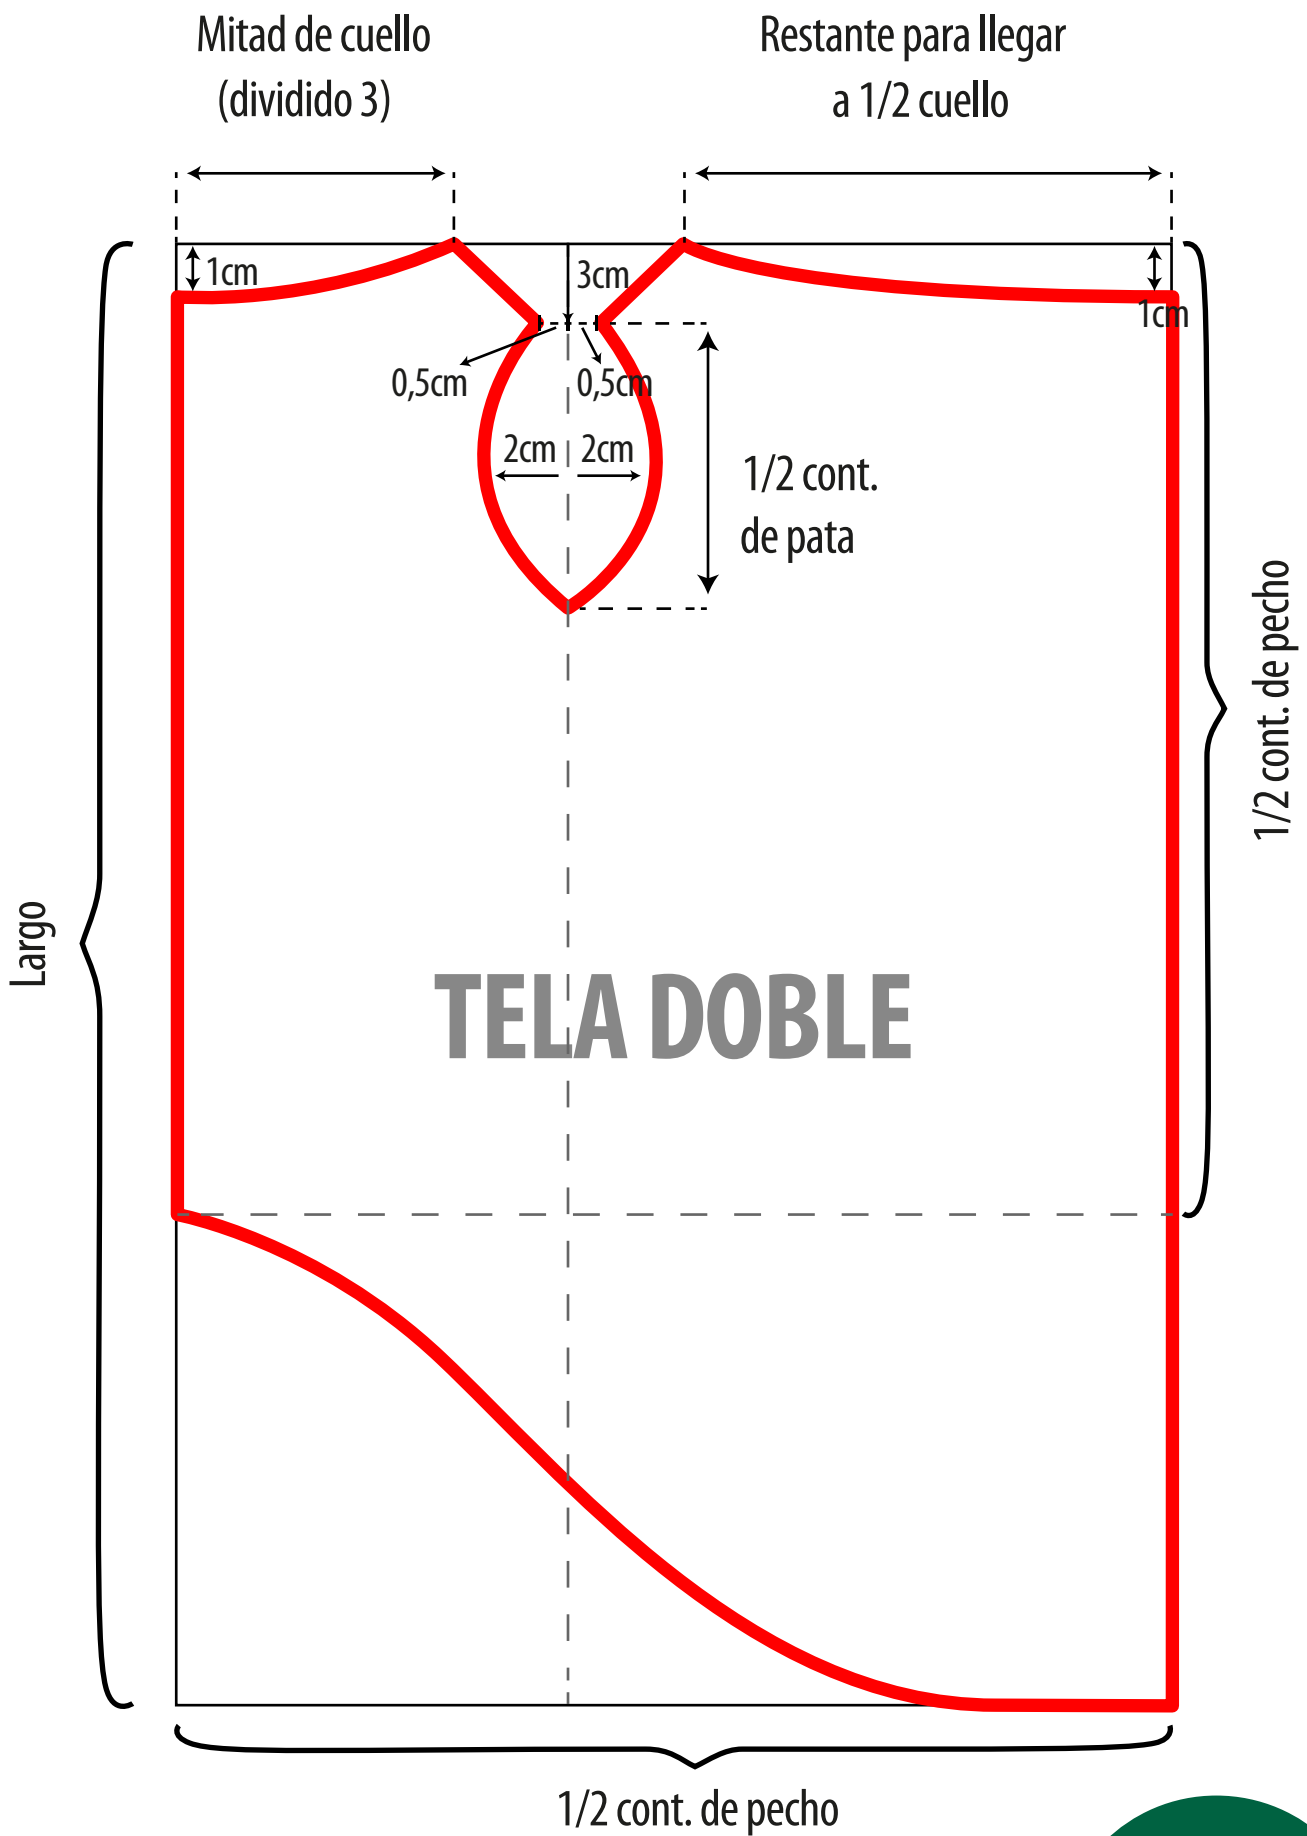 Mitad de cuello
(dividido 3)
Restante para llegar
a 1/2 cuello
1cm
3cm
1cm
0,5cm
0,5cm
2cm
2cm
1/2 cont.
de pata
1/2 cont. de pecho
Largo
TELA DOBLE
1/2 cont. de pecho